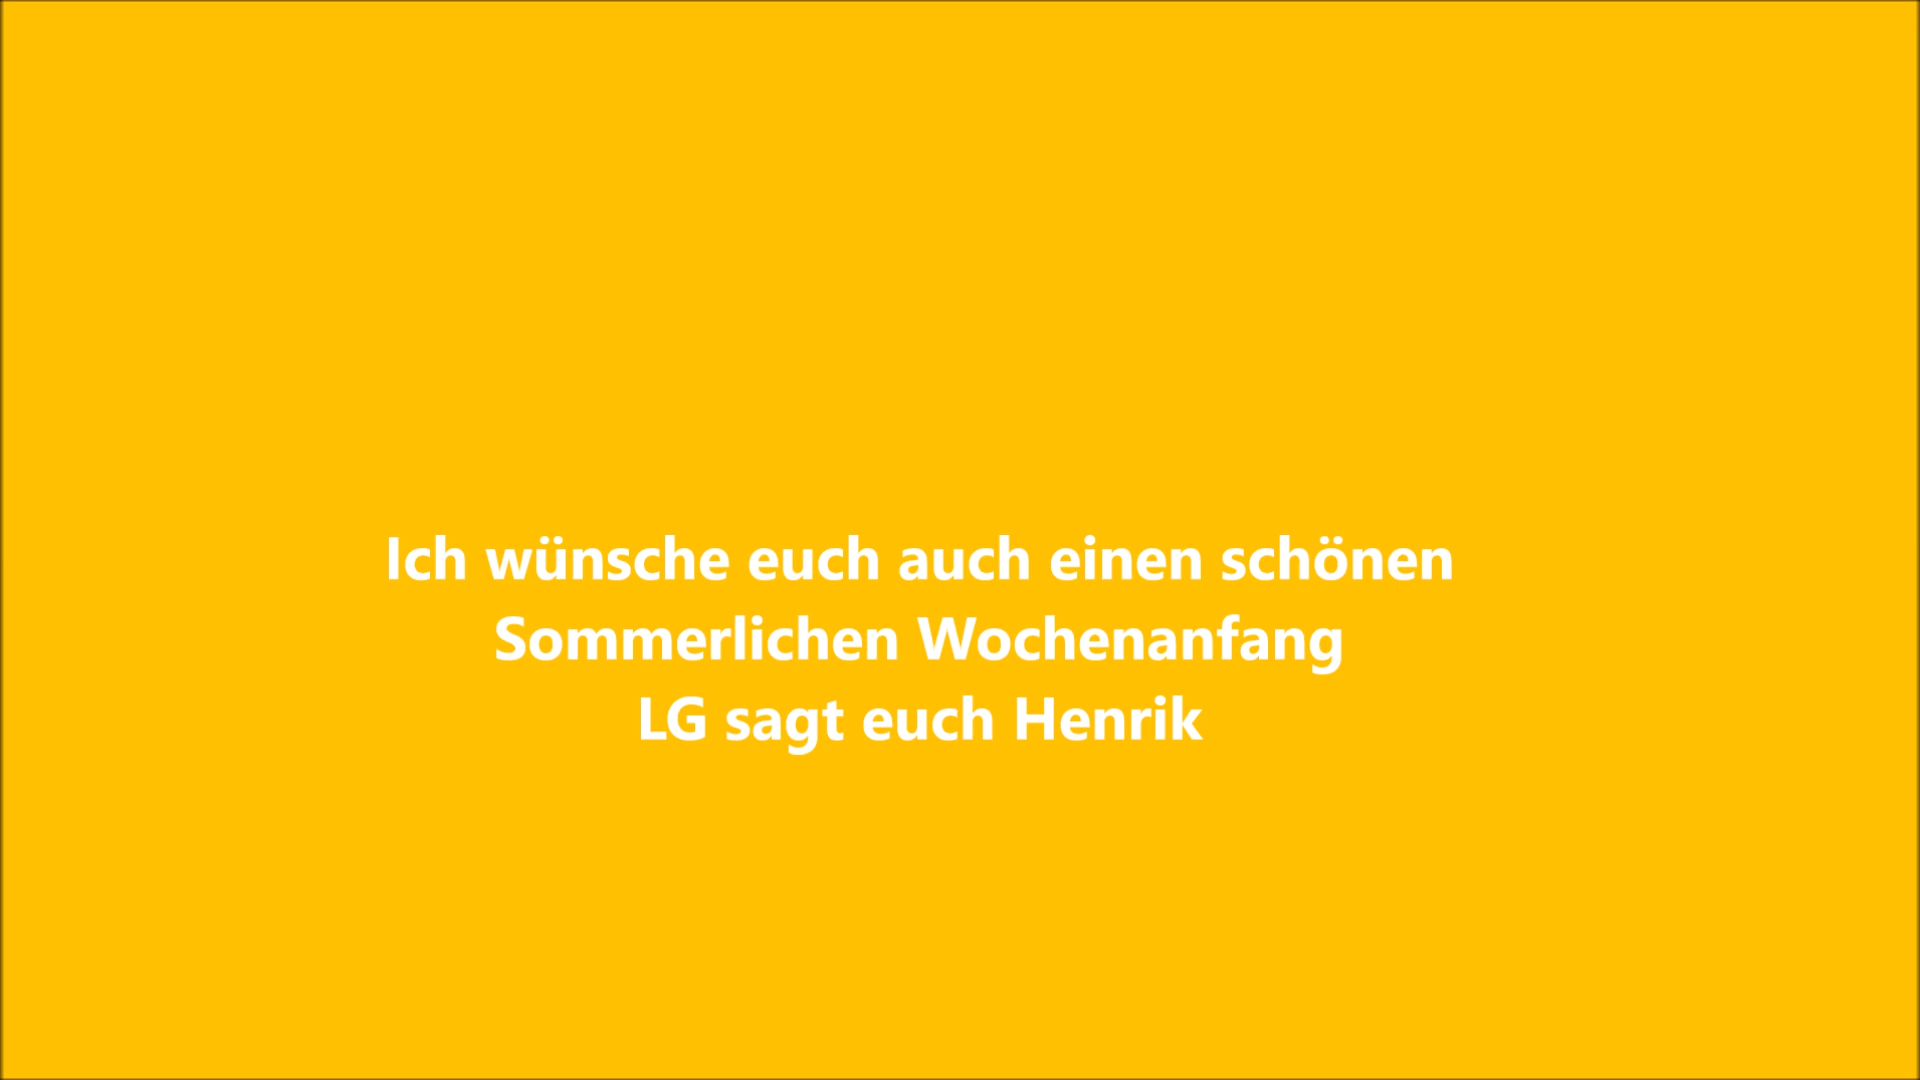 Ich wünsche euch auch einen schönen
Sommerlichen Wochenanfang
LG sagt euch Henrik